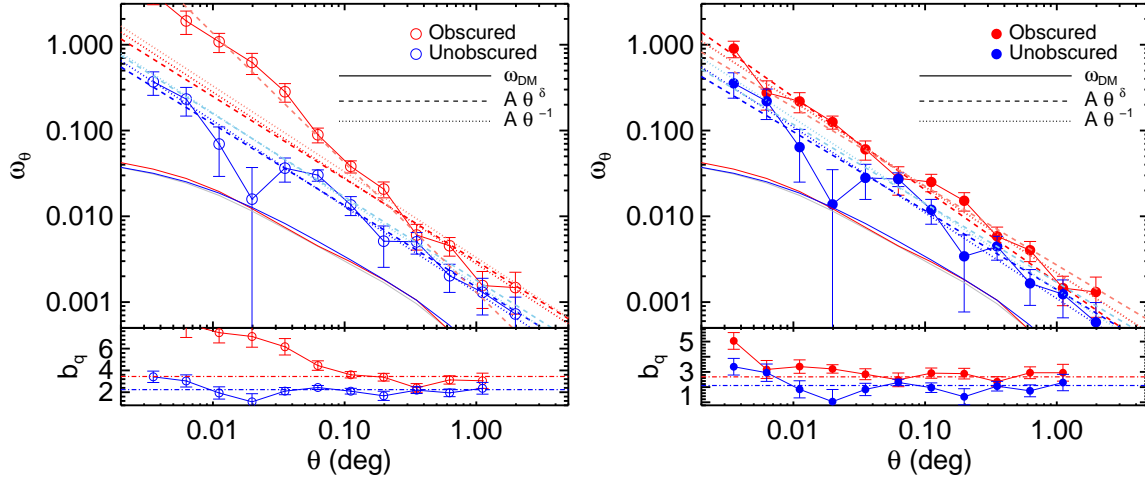 Obscured
Unobscured
ω_DM
A θ^δ
A θ^-1
1.000
0.100
0.010
0.001
ω_θ
6
4
2
b_q
0.01 0.10 1.00
θ (deg)
Obscured
Unobscured
ω_DM
A θ^δ
A θ^-1
1.000
0.100
0.010
0.001
ω_θ
5
3
1
b_q
0.01 0.10 1.00
θ (deg)